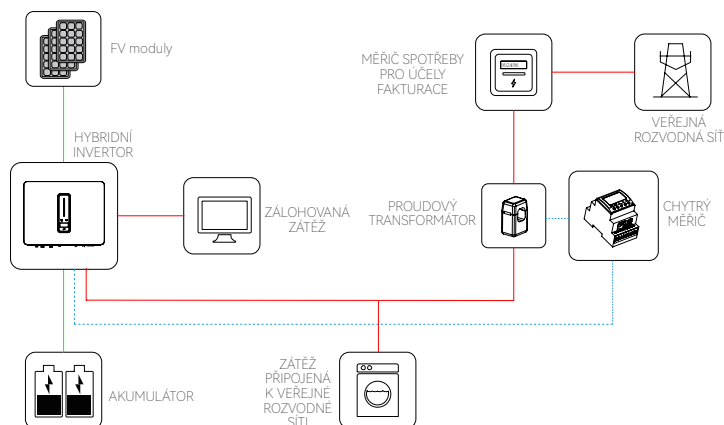 FV moduly
MĚŘIČ SPOTŘEBY
PRO ÚČELY
FAKTURACE
VEŘEJNÁ
ROZVODNÁ SÍŤ
HYBRIDNÍ
INVERTOR
ZÁLOHOVANÁ
ZÁTĚŽ
PROUDOVÝ
TRANSFORMÁTOR
CHYTRÝ
MĚŘIČ
AKUMULÁTOR
ZÁTĚŽ
PŘIPOJENÁ
K VEŘEJNÉ
ROZVODNÉ
SÍTI